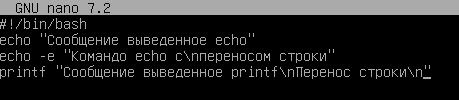 GNU nano 7.2
#!/bin/bash
echo "Сообщение выведенное echo"
echo -e "Командо echo с\nпереносом строки"
printf "Сообщение выведенное printf\nПеренос строки\n"